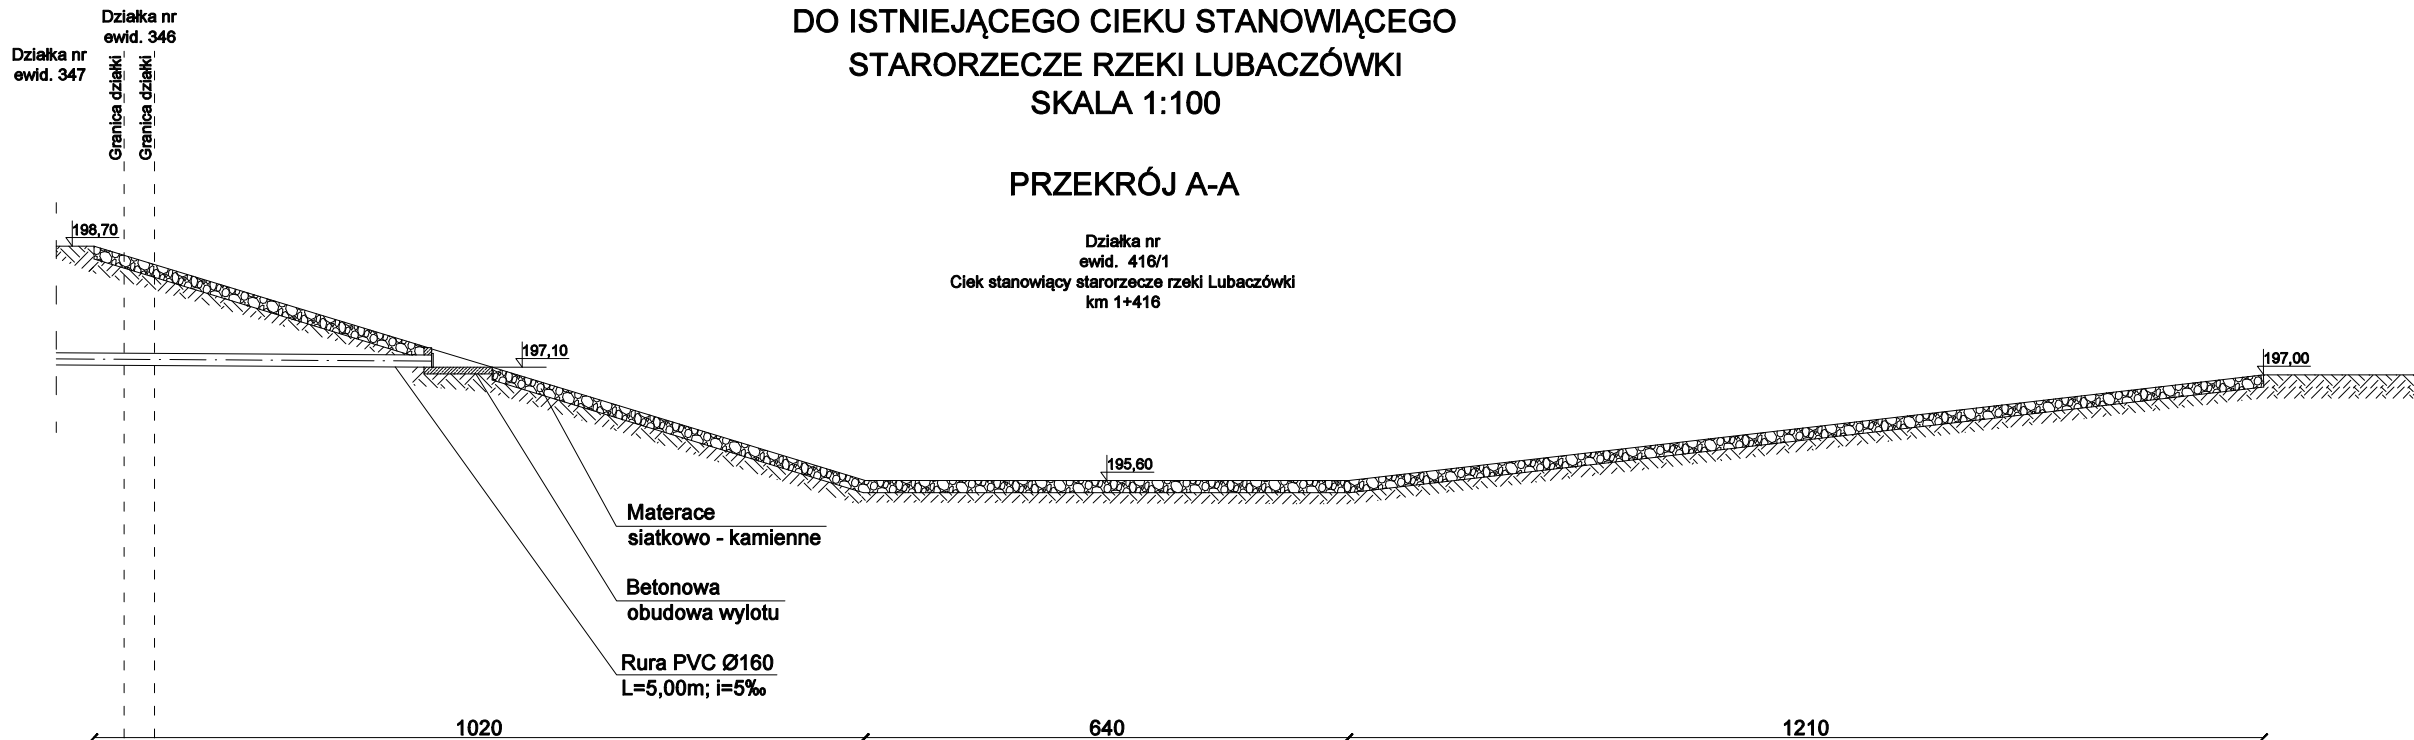 DO ISTNIEJĄCEGO CIEKU STANOWIĄCEGO
STARORZECZE RZEKI LUBACZÓWKI
SKALA 1:100
PRZEKRÓJ A-A
Działka nr
ewid. 347
Działka nr
ewid. 346
Granica działki
Granica działki
Działka nr
ewid. 416/1
Ciek stanowiący starorzecze rzeki Lubaczówki
km 1+416
198,70
197,10
195,60
197,00
Materace
siatkowo - kamienne
Betonowa
obudowa wylotu
Rura PVC Ø160
L=5,00m; i=5‰
1020
640
1210